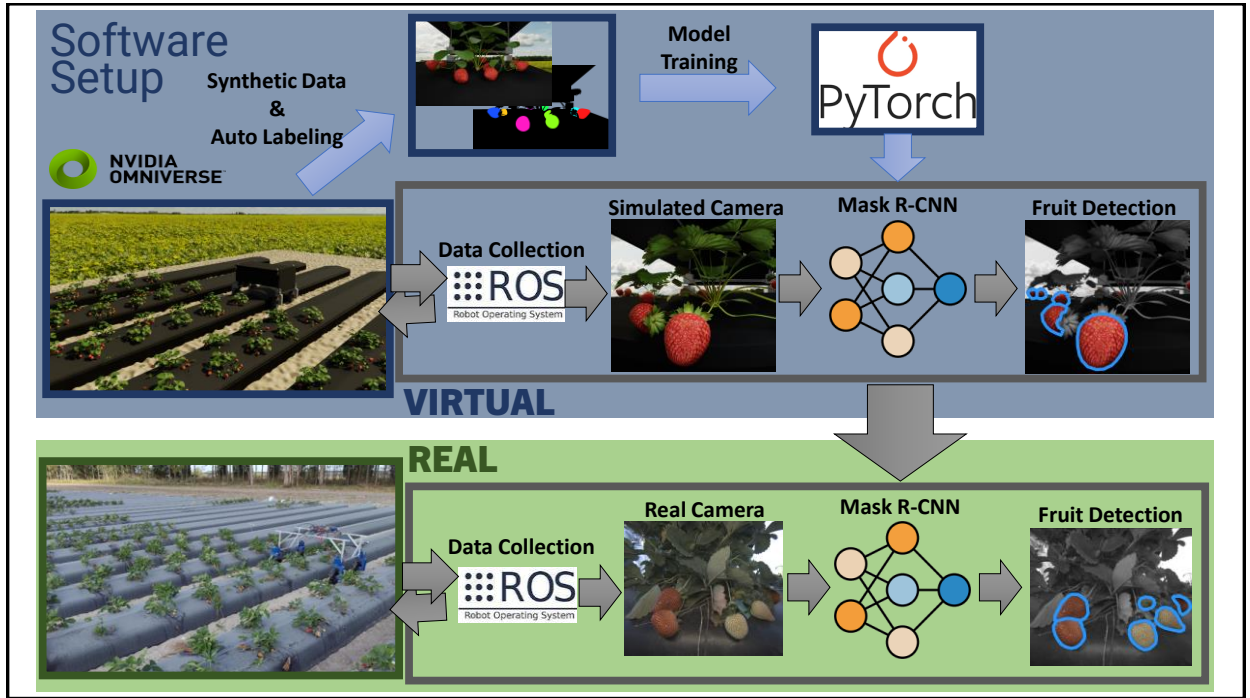 Software
Setup
Synthetic Data
&
Auto Labeling
Model
Training
PyTorch
NVIDIA
OMNIVERSE
Data Collection
ROS
Robot Operating System
Simulated Camera
Mask R-CNN
Fruit Detection
VIRTUAL
REAL
Data Collection
ROS
Robot Operating System
Real Camera
Mask R-CNN
Fruit Detection